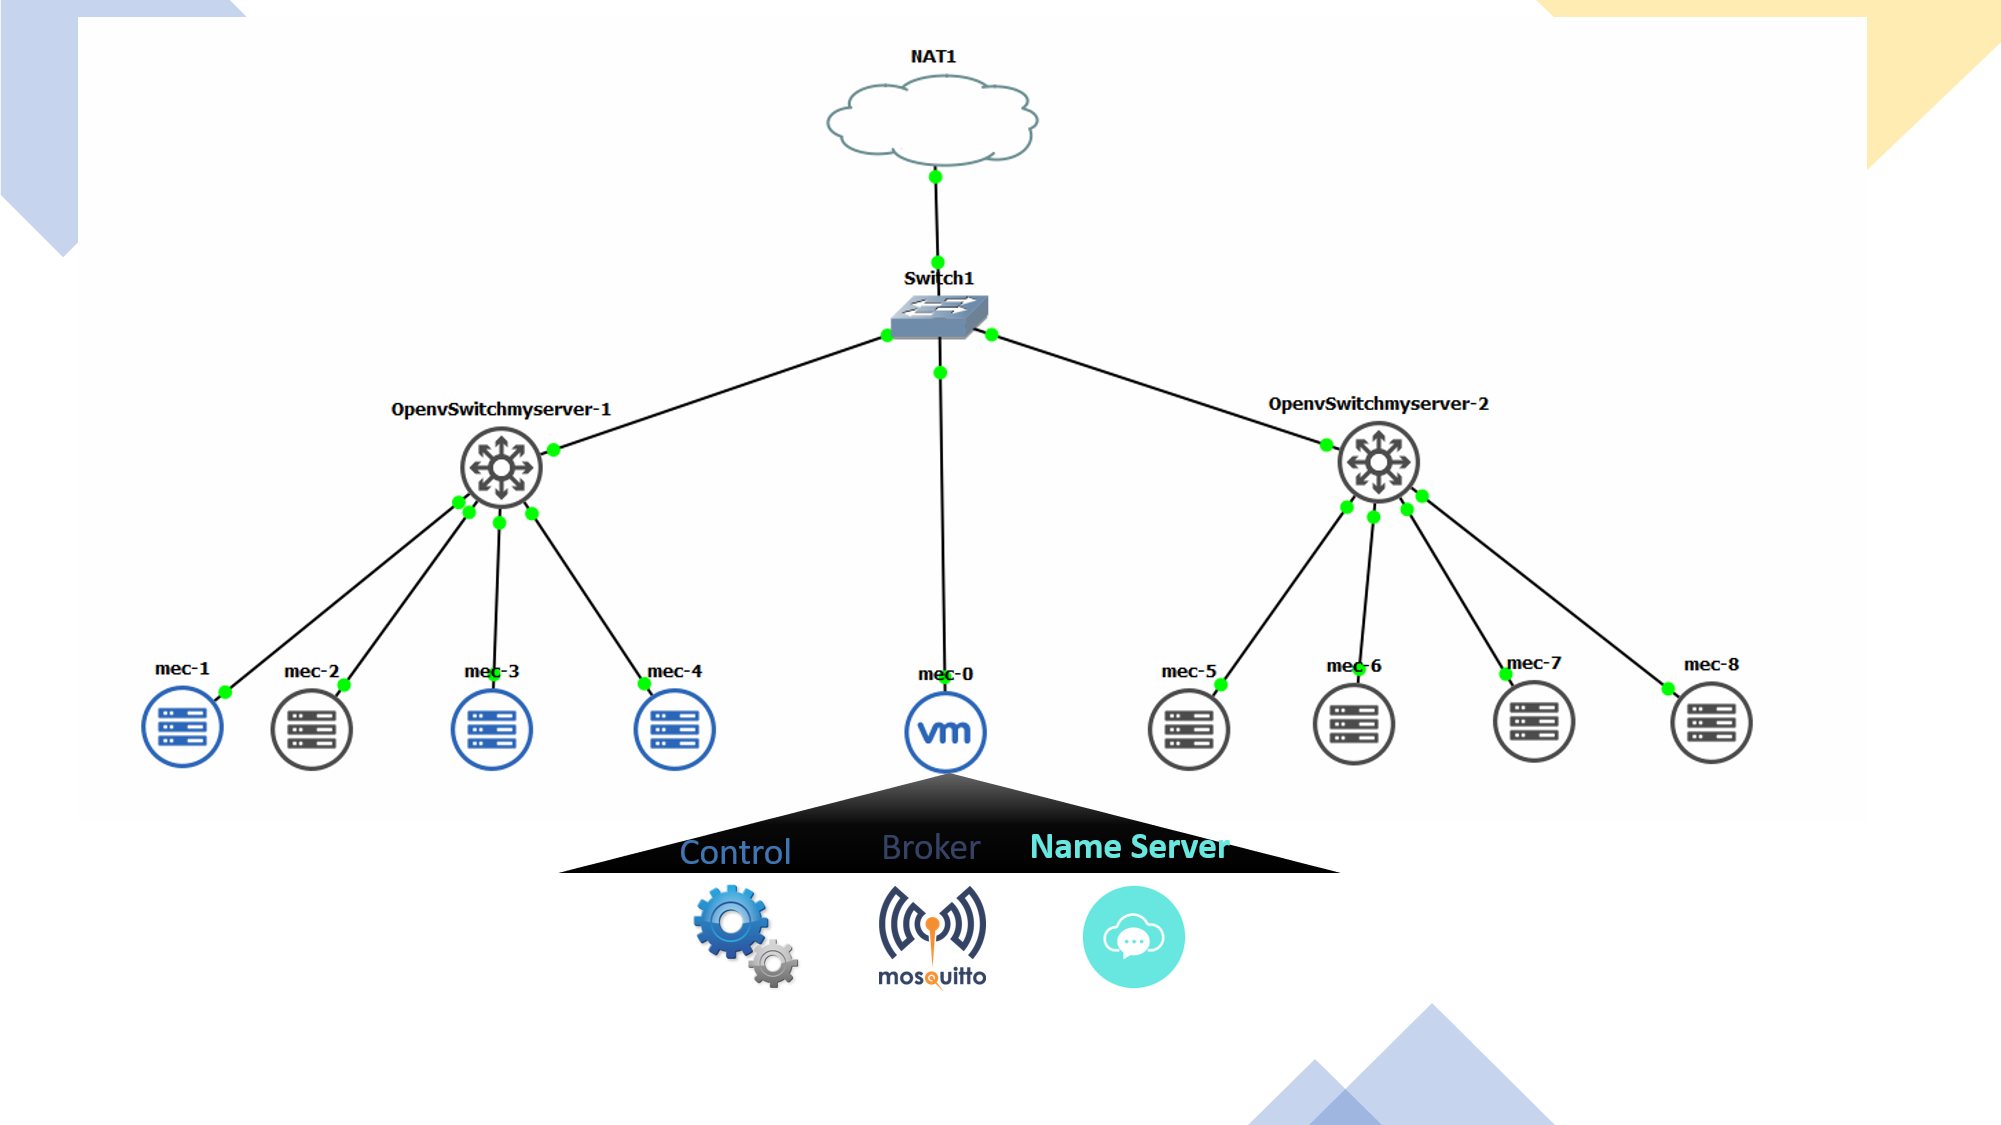 NAT1
Switch1
OpenvSwitchmyserver-1
OpenvSwitchmyserver-2
mec-1
mec-2
mec-3
mec-4
mec-0
mec-5
mec-6
mec-7
mec-8
vm
Control
Broker
Name Server
mosquitto